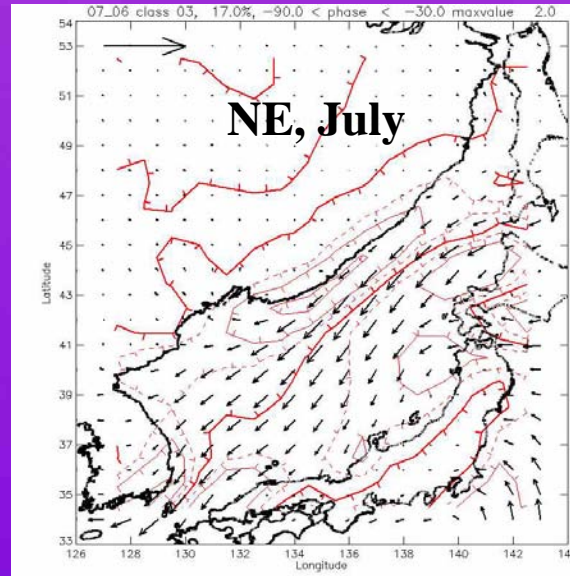 07_06 class 03, 17.0%, −90.0 < phase < −30.0 maxvalue 2.0
NE, July
Latitude
54
53
51
49
47
45
43
41
39
37
35
33
126 128 130 132 134 136 138 140 142 144
Longitude